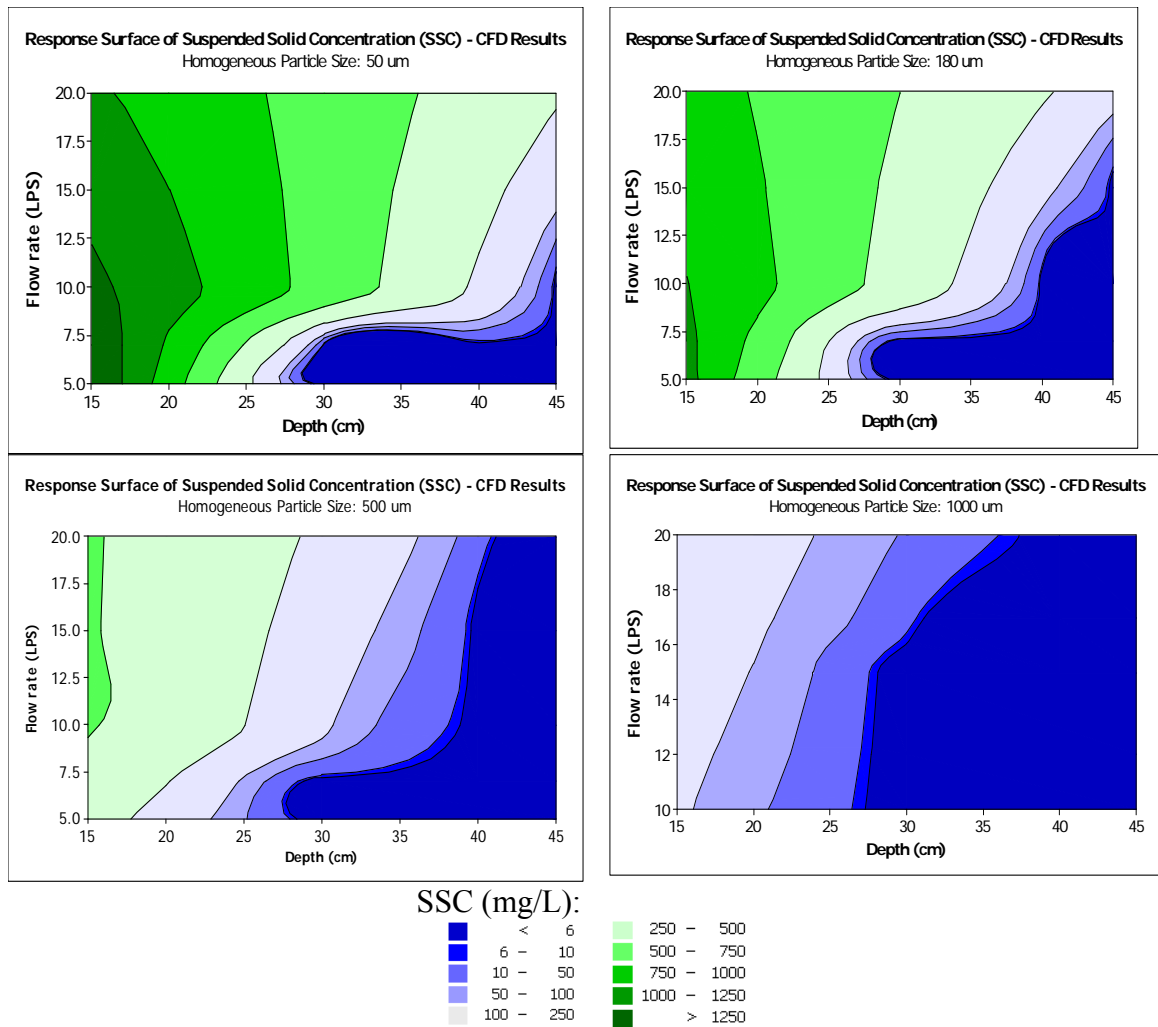 Response Surface of Suspended Solid Concentration (SSC) - CFD Results
Homogeneous Particle Size: 50 um
20.0
17.5
15.0
12.5
10.0
7.5
5.0
Flow rate (LPS)
15 20 25 30 35 40 45
Depth (cm)
Response Surface of Suspended Solid Concentration (SSC) - CFD Results
Homogeneous Particle Size: 180 um
20.0
17.5
15.0
12.5
10.0
7.5
5.0
Flow rate (LPS)
15 20 25 30 35 40 45
Depth (cm)
Response Surface of Suspended Solid Concentration (SSC) - CFD Results
Homogeneous Particle Size: 500 um
20.0
17.5
15.0
12.5
10.0
7.5
5.0
Flow rate (LPS)
15 20 25 30 35 40 45
Depth (cm)
Response Surface of Suspended Solid Concentration (SSC) - CFD Results
Homogeneous Particle Size: 1000 um
20
18
16
14
12
10
Flow rate (LPS)
15 20 25 30 35 40 45
Depth (cm)
SSC (mg/L):
< 6
6 - 10
10 - 50
50 - 100
100 - 250
250 - 500
500 - 750
750 - 1000
1000 - 1250
> 1250